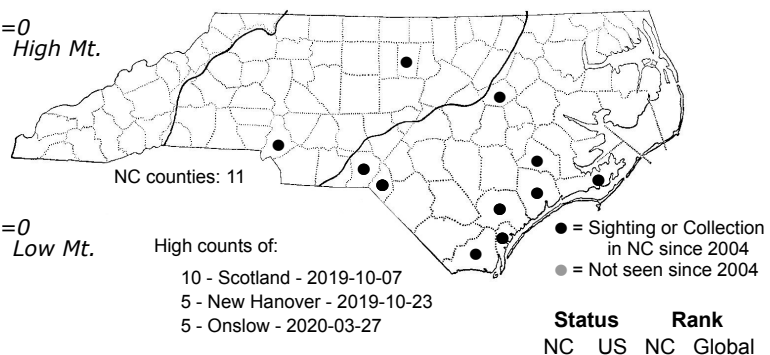 =0
High Mt.
NC counties: 11
=0
Low Mt.
High counts of:
10 - Scotland - 2019-10-07
5 - New Hanover - 2019-10-23
5 - Onslow - 2020-03-27
= Sighting or Collection
in NC since 2004
= Not seen since 2004
Status Rank
NC US NC Global